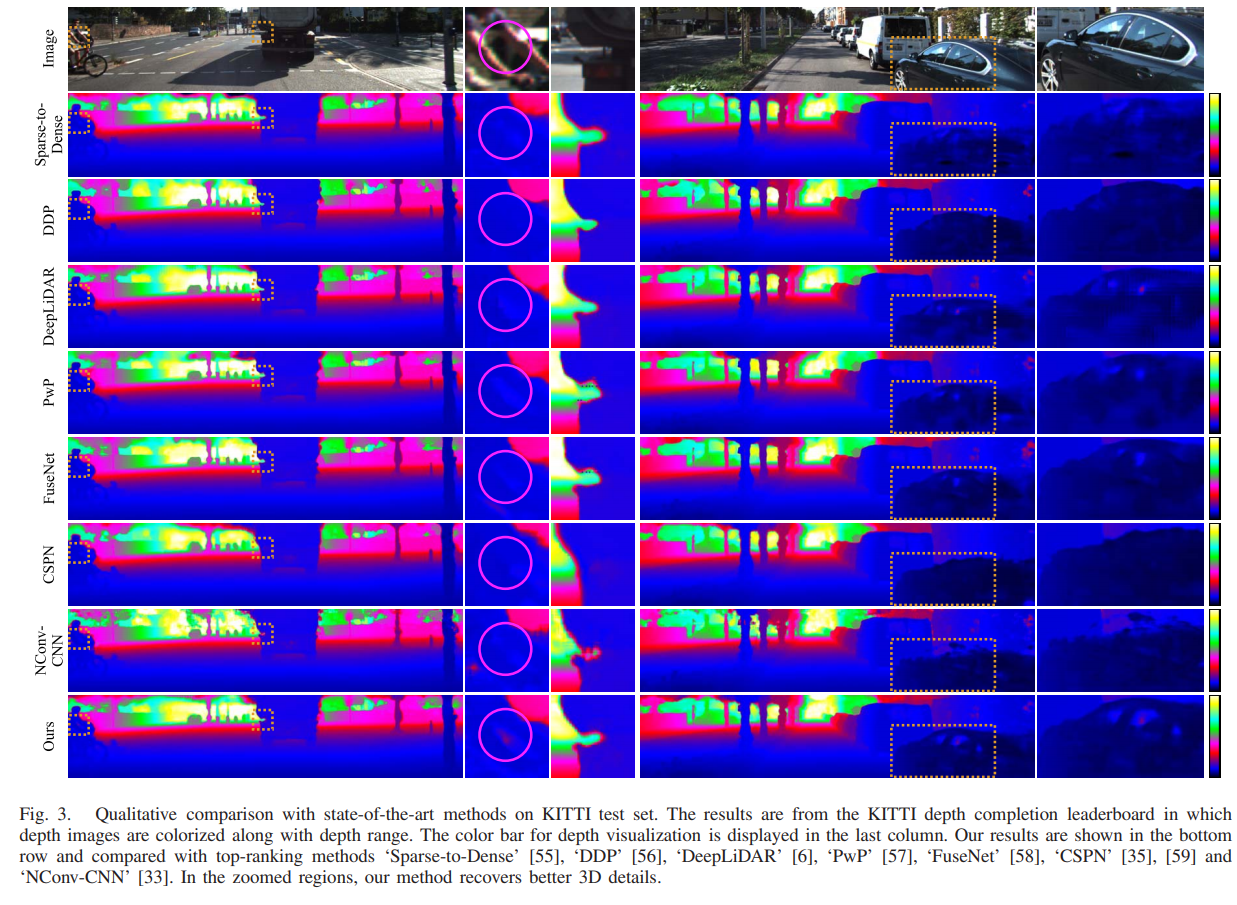 Image
Sparse-to-
Dense
DDP
DeepLiDAR
PwP
FuseNet
CSPN
NConv-
CNN
Ours
Fig. 3. Qualitative comparison with state-of-the-art methods on KITTI test set. The results are from the KITTI depth completion leaderboard in which
depth images are colorized along with depth range. The color bar for depth visualization is displayed in the last column. Our results are shown in the bottom
row and compared with top-ranking methods ‘Sparse-to-Dense’ [55], ‘DDP’ [56], ‘DeepLiDAR’ [6], ‘PwP’ [57], ‘FuseNet’ [58], ‘CSPN’ [35], [59] and
‘NConv-CNN’ [33]. In the zoomed regions, our method recovers better 3D details.